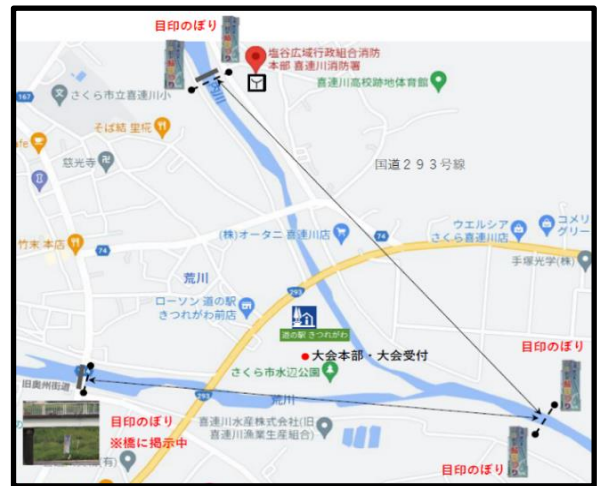 目印のぼり
塩谷広域行政組合消防
本部 喜連川消防署
喜連川高校跡地体育館
167
さくら市立喜連川小
そば結 里侘
慈光寺
国道293号線
74
竹末 本店
74
(株)オータニ 喜連川店
ウエルシア
さくら喜連川店
コメリ
グリー
手塚光学(株)
荒川
293
ローソン 道の駅
きつれがわ前店
道の駅 きつれがわ
大会本部・大会受付
さくら市水辺公園
目印のぼり
旧奥州街道
293
荒川
目印のぼり
※橋に掲示中
喜連川水産株式会社(旧
喜連川漁業生産組合)
目印のぼり
(有)